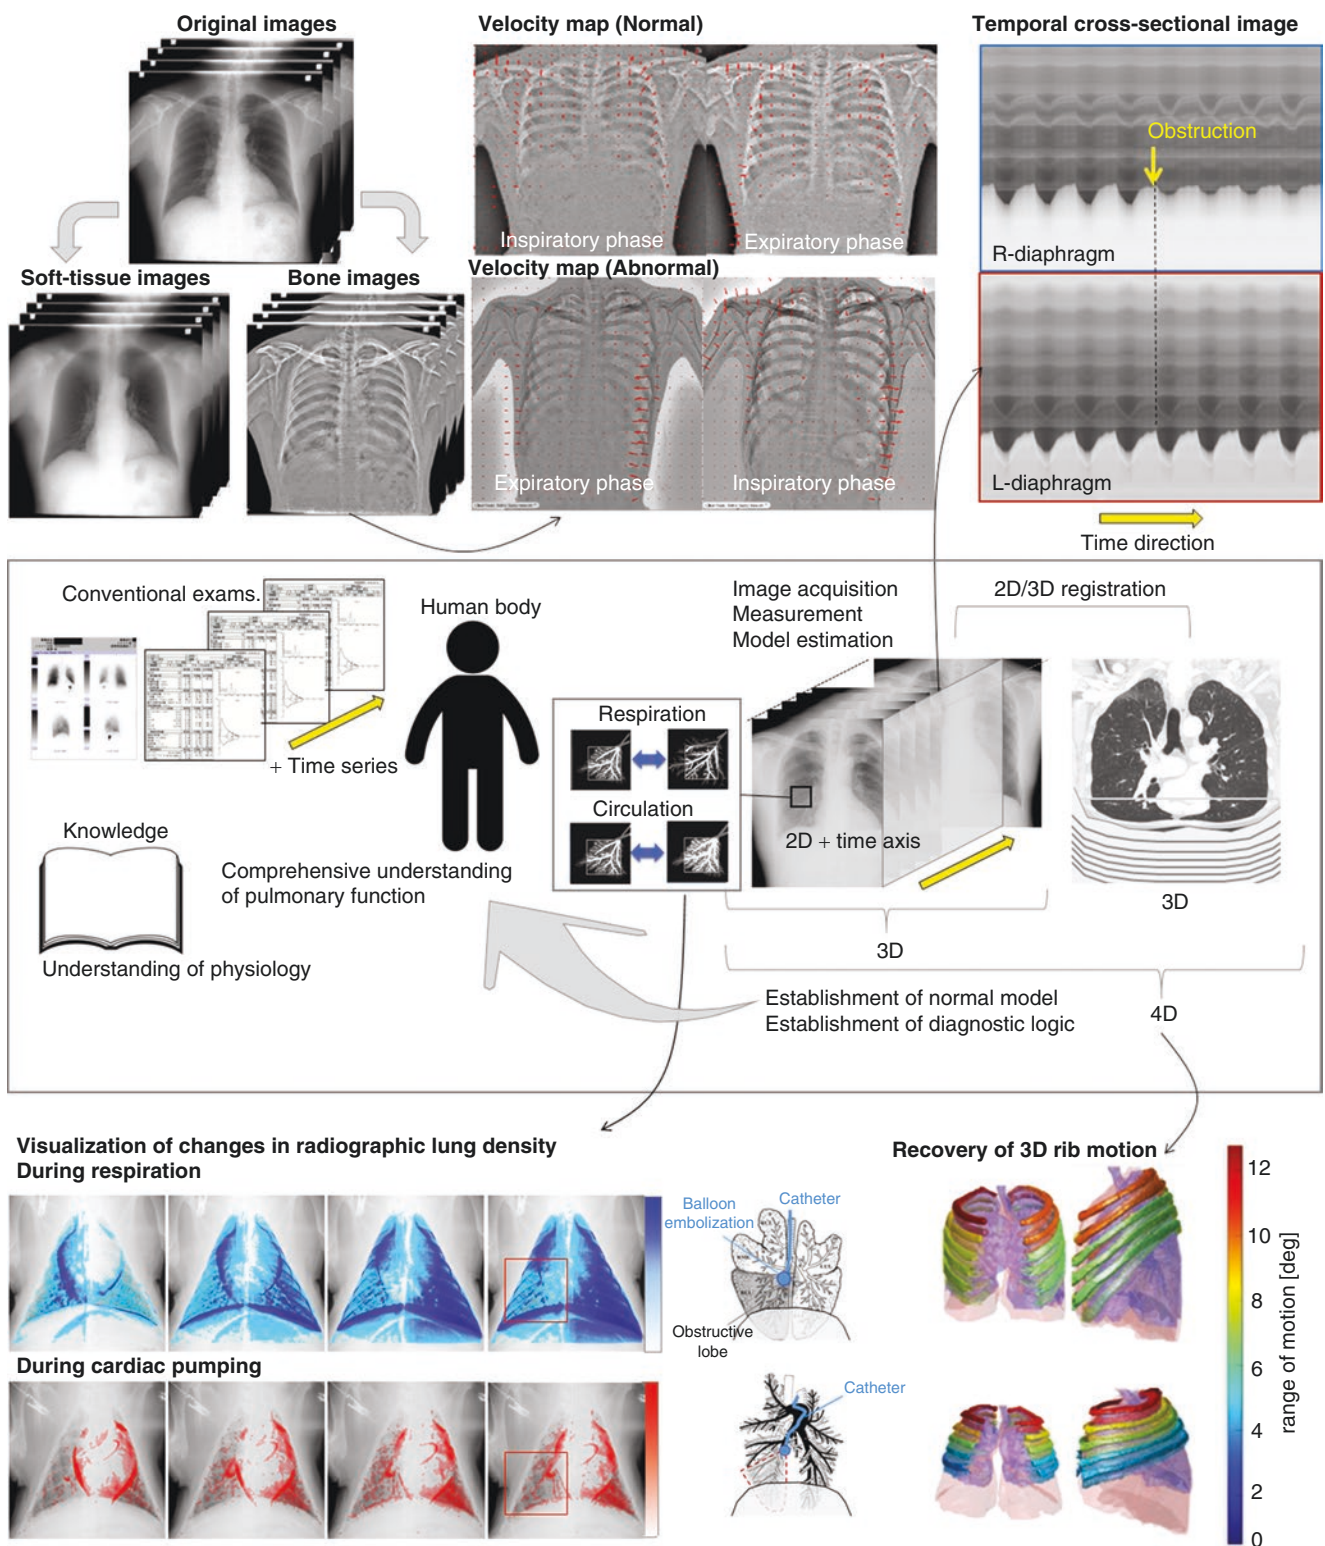 Original images
Velocity map (Normal)
Temporal cross-sectional image
Obstruction
Inspiratory phase
Expiratory phase
R-diaphragm
Soft-tissue images
Bone images
Velocity map (Abnormal)
Expiratory phase
Inspiratory phase
L-diaphragm
Time direction
Conventional exams.
Human body
Image acquisition
Measurement
Model estimation
2D/3D registration
+ Time series
Respiration
Circulation
2D + time axis
Knowledge
Comprehensive understanding
of pulmonary function
3D
3D
Understanding of physiology
Establishment of normal model
Establishment of diagnostic logic
4D
Visualization of changes in radiographic lung density
During respiration
Recovery of 3D rib motion
Balloon
embolization
Catheter
Obstructive
lobe
During cardiac pumping
Catheter
12
10
8
6
4
2
0
range of motion [deg]